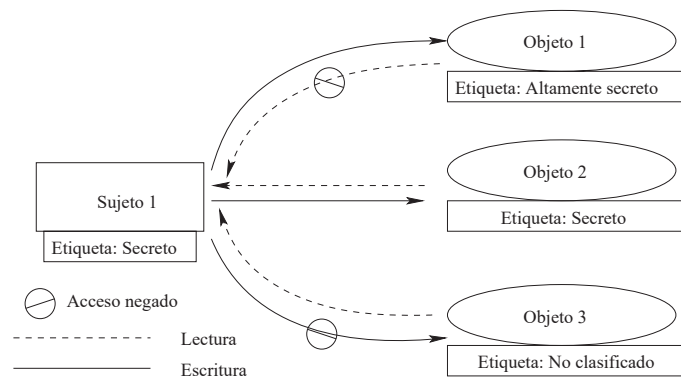 Objeto 1
Etiqueta: Altamente secreto
Objeto 2
Sujeto 1
Etiqueta: Secreto
Etiqueta: Secreto
Acceso negado
Objeto 3
Lectura
Etiqueta: No clasificado
Escritura